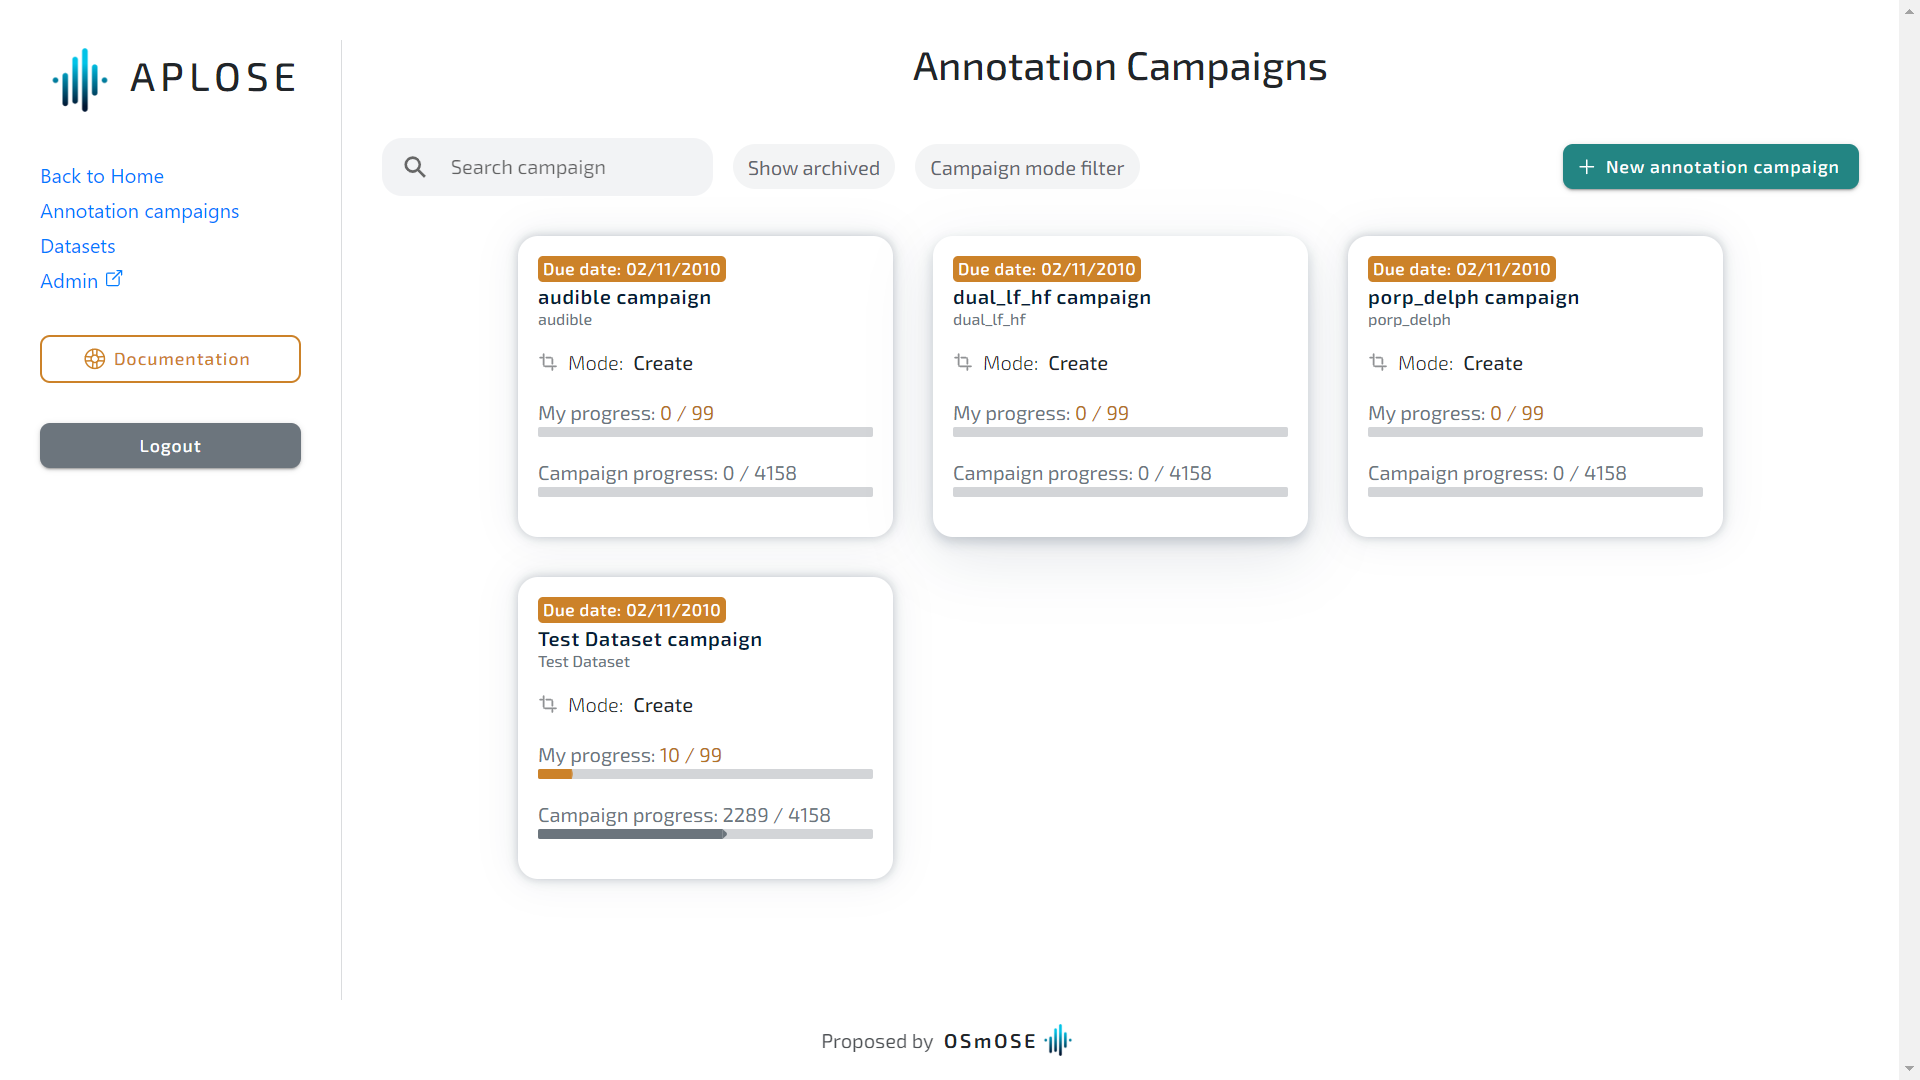 APLOSE
Back to Home
Annotation campaigns
Datasets
Admin
Documentation
Logout
Annotation Campaigns
Search campaign
Show archived
Campaign mode filter
New annotation campaign
Due date: 02/11/2010
audible campaign
audible
Mode: Create
My progress: 0 / 99
Campaign progress: 0 / 4158
Due date: 02/11/2010
dual_lf_hf campaign
dual_lf_hf
Mode: Create
My progress: 0 / 99
Campaign progress: 0 / 4158
Due date: 02/11/2010
porp_delph campaign
porp_delph
Mode: Create
My progress: 0 / 99
Campaign progress: 0 / 4158
Due date: 02/11/2010
Test Dataset campaign
Test Dataset
Mode: Create
My progress: 10 / 99
Campaign progress: 2289 / 4158
Proposed by OSmOSE